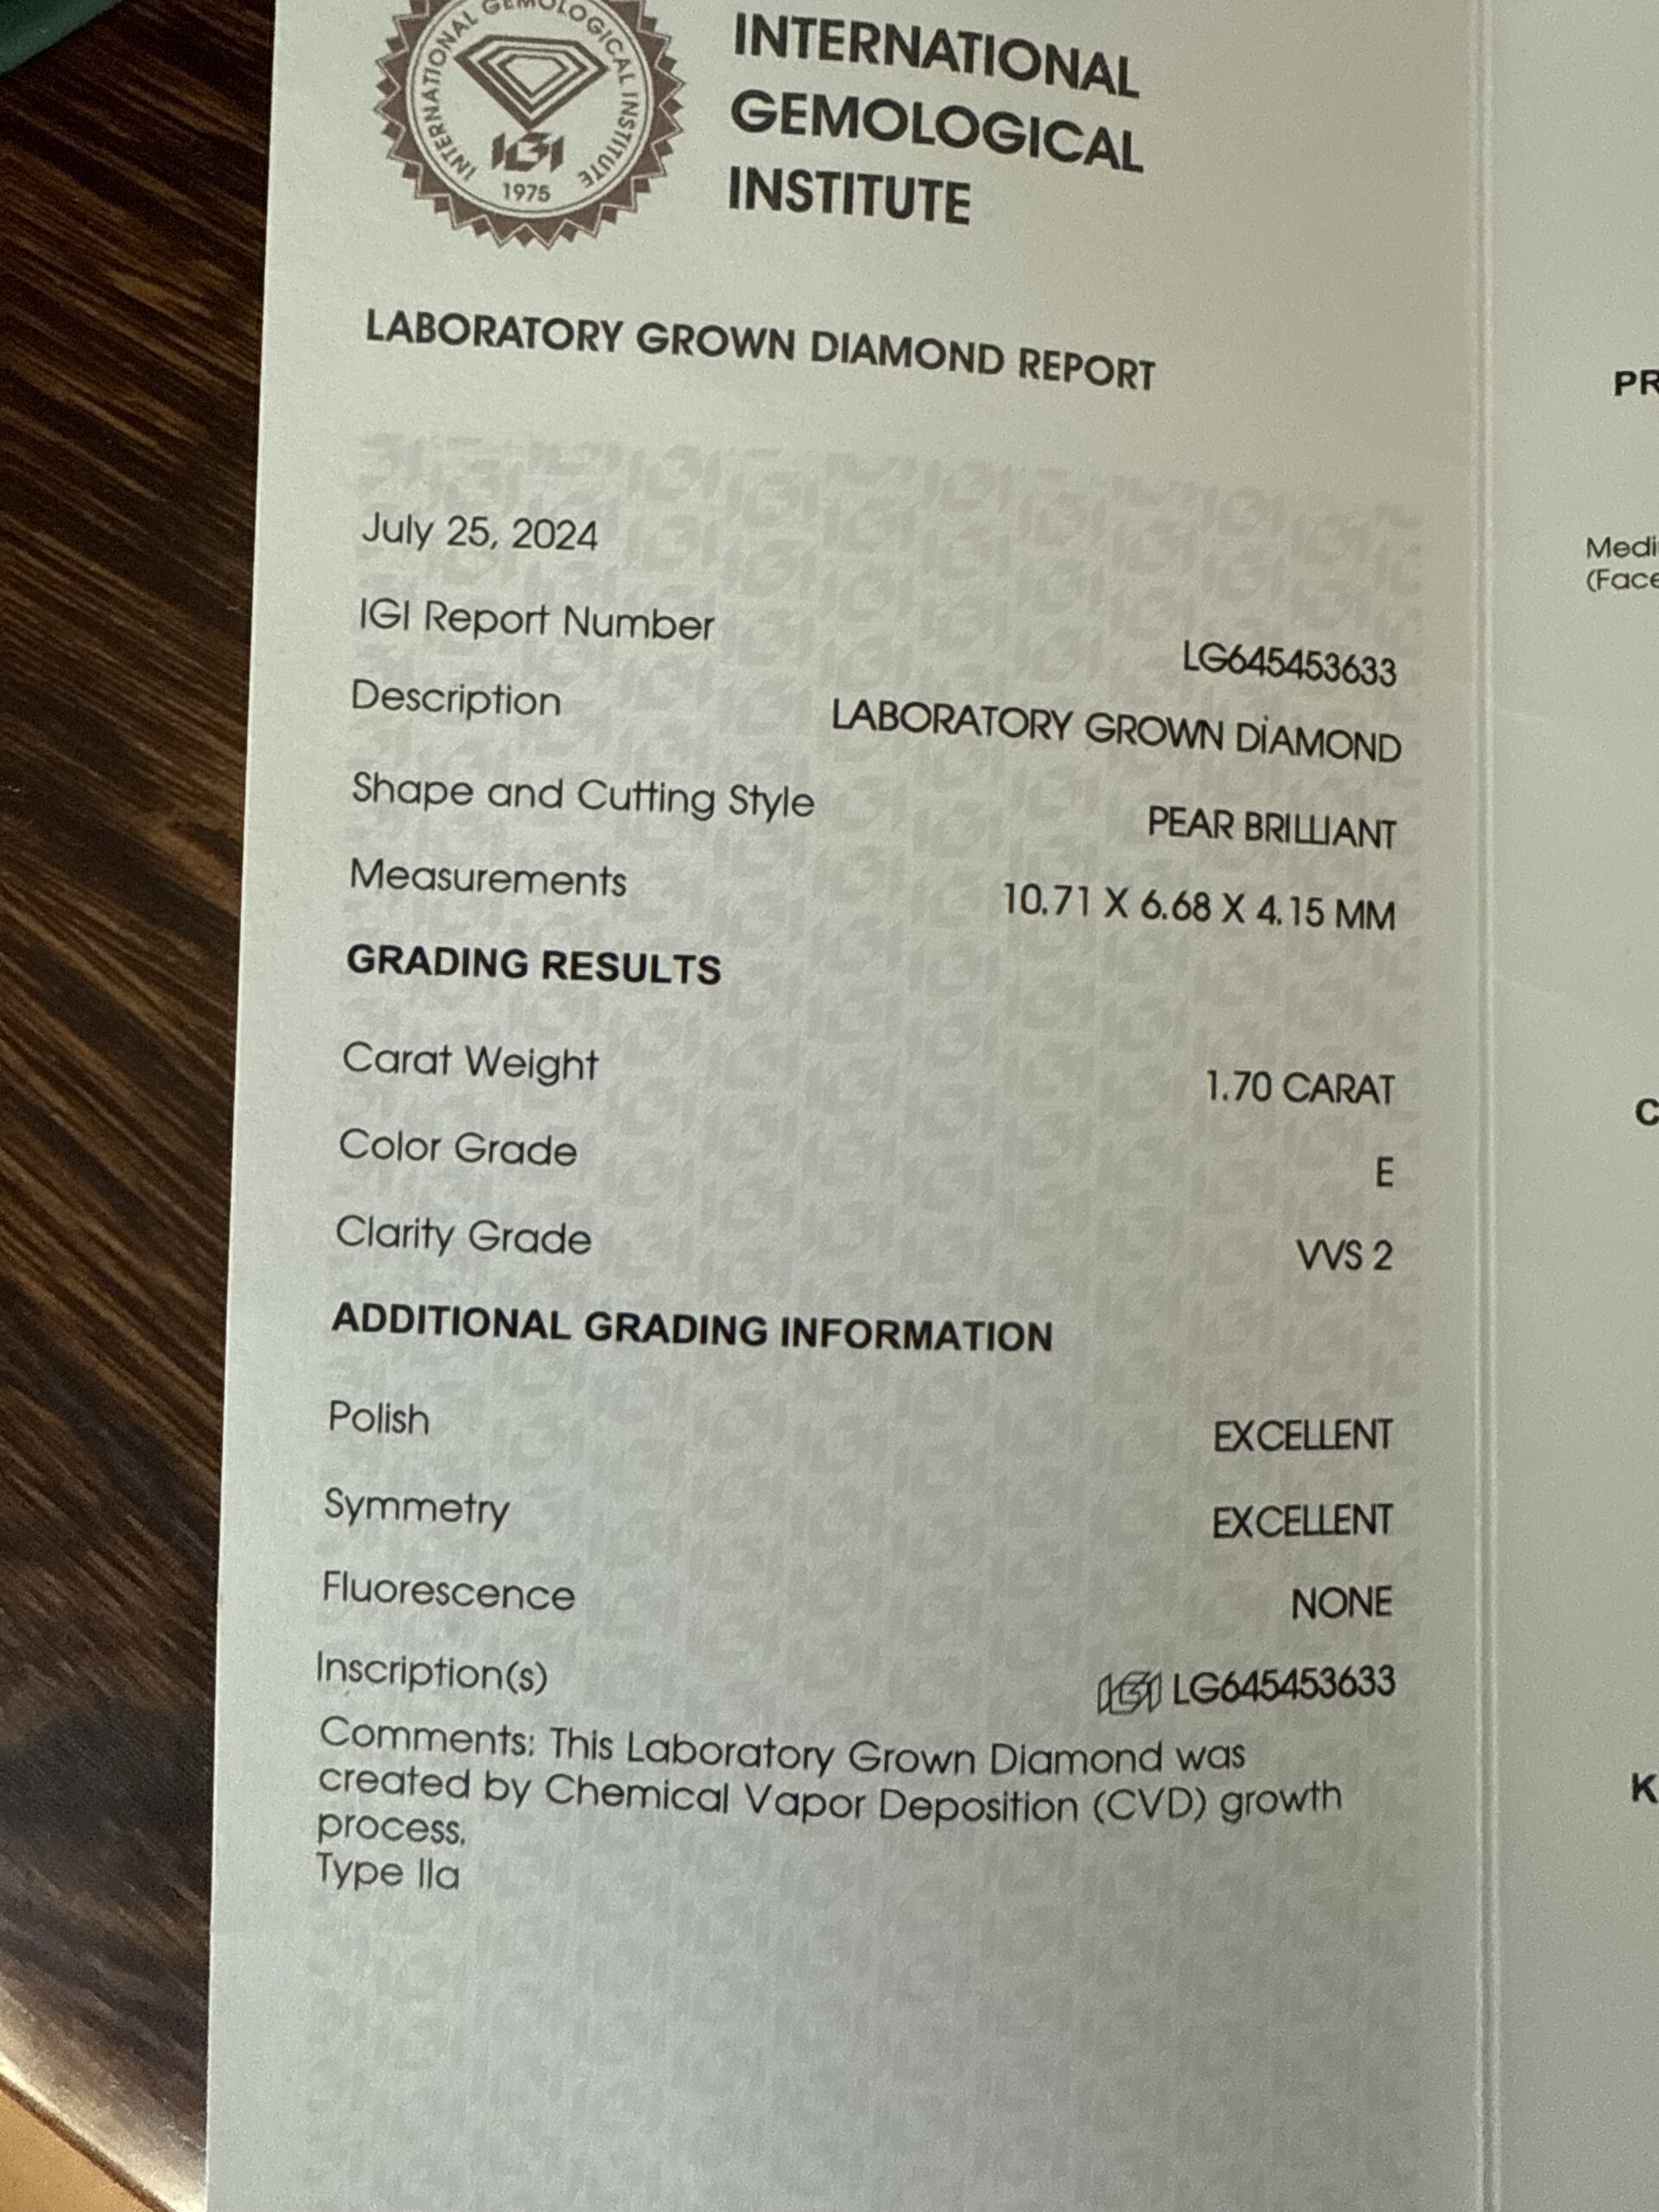 INTERNATIONAL GEMOLOGICAL INSTITUTE
IGI
1975
INTERNATIONAL
GEMOLOGICAL
INSTITUTE
LABORATORY GROWN DIAMOND REPORT
July 25, 2024
IGI Report Number LG645453633
Description LABORATORY GROWN DİAMOND
Shape and Cutting Style PEAR BRILLIANT
Measurements 10.71 X 6.68 X 4.15 MM
GRADING RESULTS
Carat Weight 1.70 CARAT
Color Grade E
Clarity Grade VVS 2
ADDITIONAL GRADING INFORMATION
Polish EXCELLENT
Symmetry EXCELLENT
Fluorescence NONE
Inscription(s) IGI LG645453633
Comments: This Laboratory Grown Diamond was
created by Chemical Vapor Deposition (CVD) growth
process.
Type IIa
PR
Medi
(Face
C
K